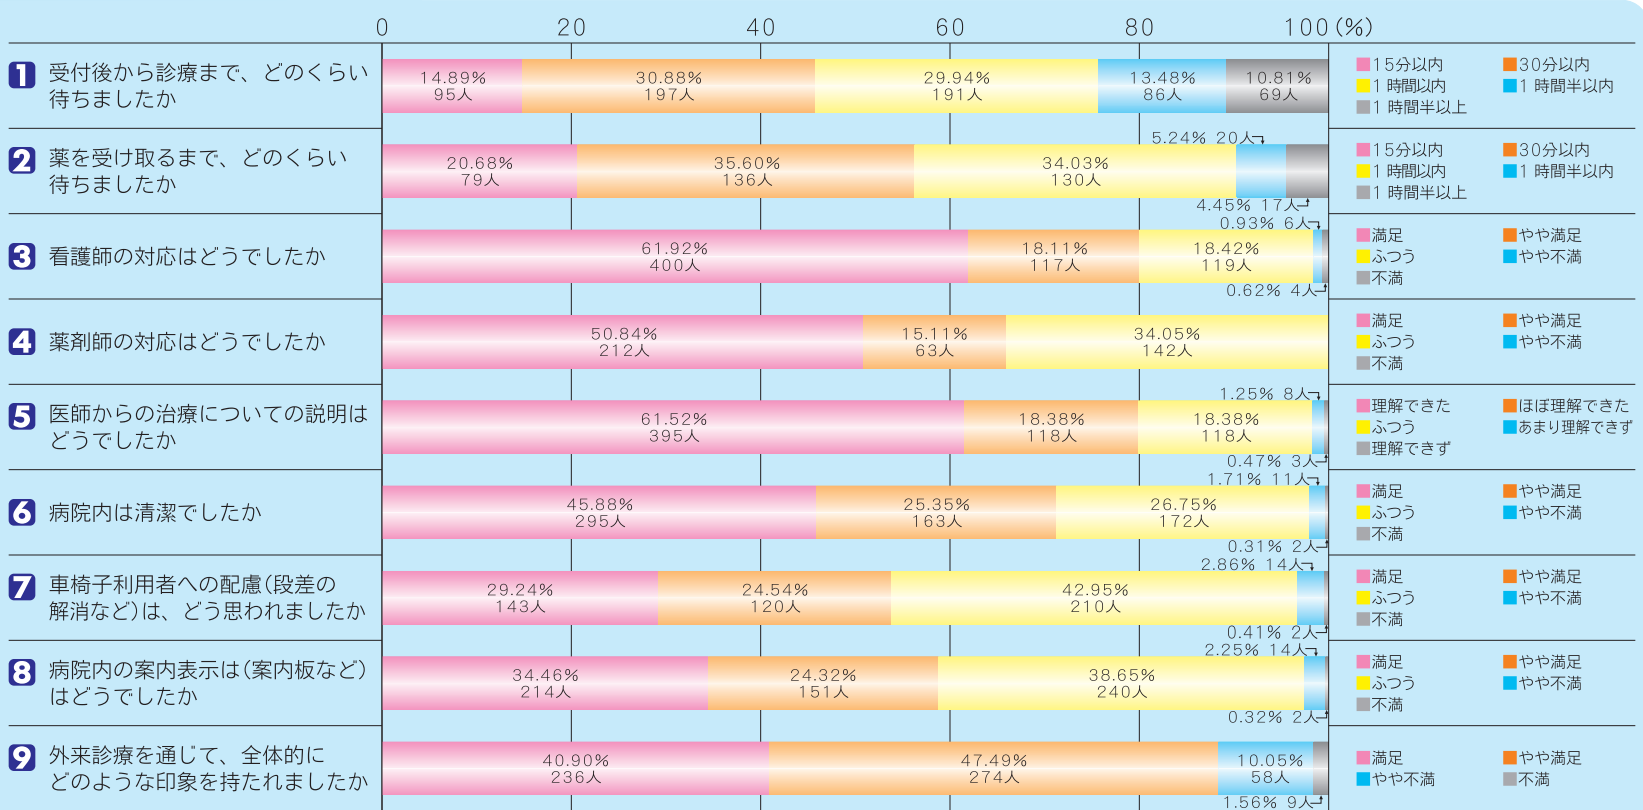 0 20 40 60 80 100(%)
1 受付後から診療まで、どのくらい
待ちましたか
14.89% 30.88% 29.94% 13.48% 10.81%
95人 197人 191人 86人 69人
15分以内 30分以内
1時間以内 1時間半以内
1時間半以上
2 薬を受け取るまで、どのくらい
待ちましたか
5.24% 20人
20.68% 35.60% 34.03%
79人 136人 130人
4.45% 17人
15分以内 30分以内
1時間以内 1時間半以内
1時間半以上
3 看護師の対応はどうでしたか
0.93% 6人
61.92% 18.11% 18.42%
400人 117人 119人
0.62% 4人
満足 やや満足
ふつう やや不満
不満
4 薬剤師の対応はどうでしたか
50.84% 15.11% 34.05%
212人 63人 142人
満足 やや満足
ふつう やや不満
不満
5 医師からの治療についての説明は
どうでしたか
1.25% 8人
61.52% 18.38% 18.38%
395人 118人 118人
0.47% 3人
理解できた ほぼ理解できた
ふつう あまり理解できず
理解できず
6 病院内は清潔でしたか
1.71% 11人
45.88% 25.35% 26.75%
295人 163人 172人
0.31% 2人
満足 やや満足
ふつう やや不満
不満
7 車椅子利用者への配慮(段差の
解消など)は、どう思われましたか
2.86% 14人
29.24% 24.54% 42.95%
143人 120人 210人
0.41% 2人
満足 やや満足
ふつう やや不満
不満
8 病院内の案内表示は(案内板など)
はどうでしたか
2.25% 14人
34.46% 24.32% 38.65%
214人 151人 240人
0.32% 2人
満足 やや満足
ふつう やや不満
不満
9 外来診療を通じて、全体的に
どのような印象を持たれましたか
40.90% 47.49% 10.05%
236人 274人 58人
1.56% 9人
満足 やや満足
やや不満 不満